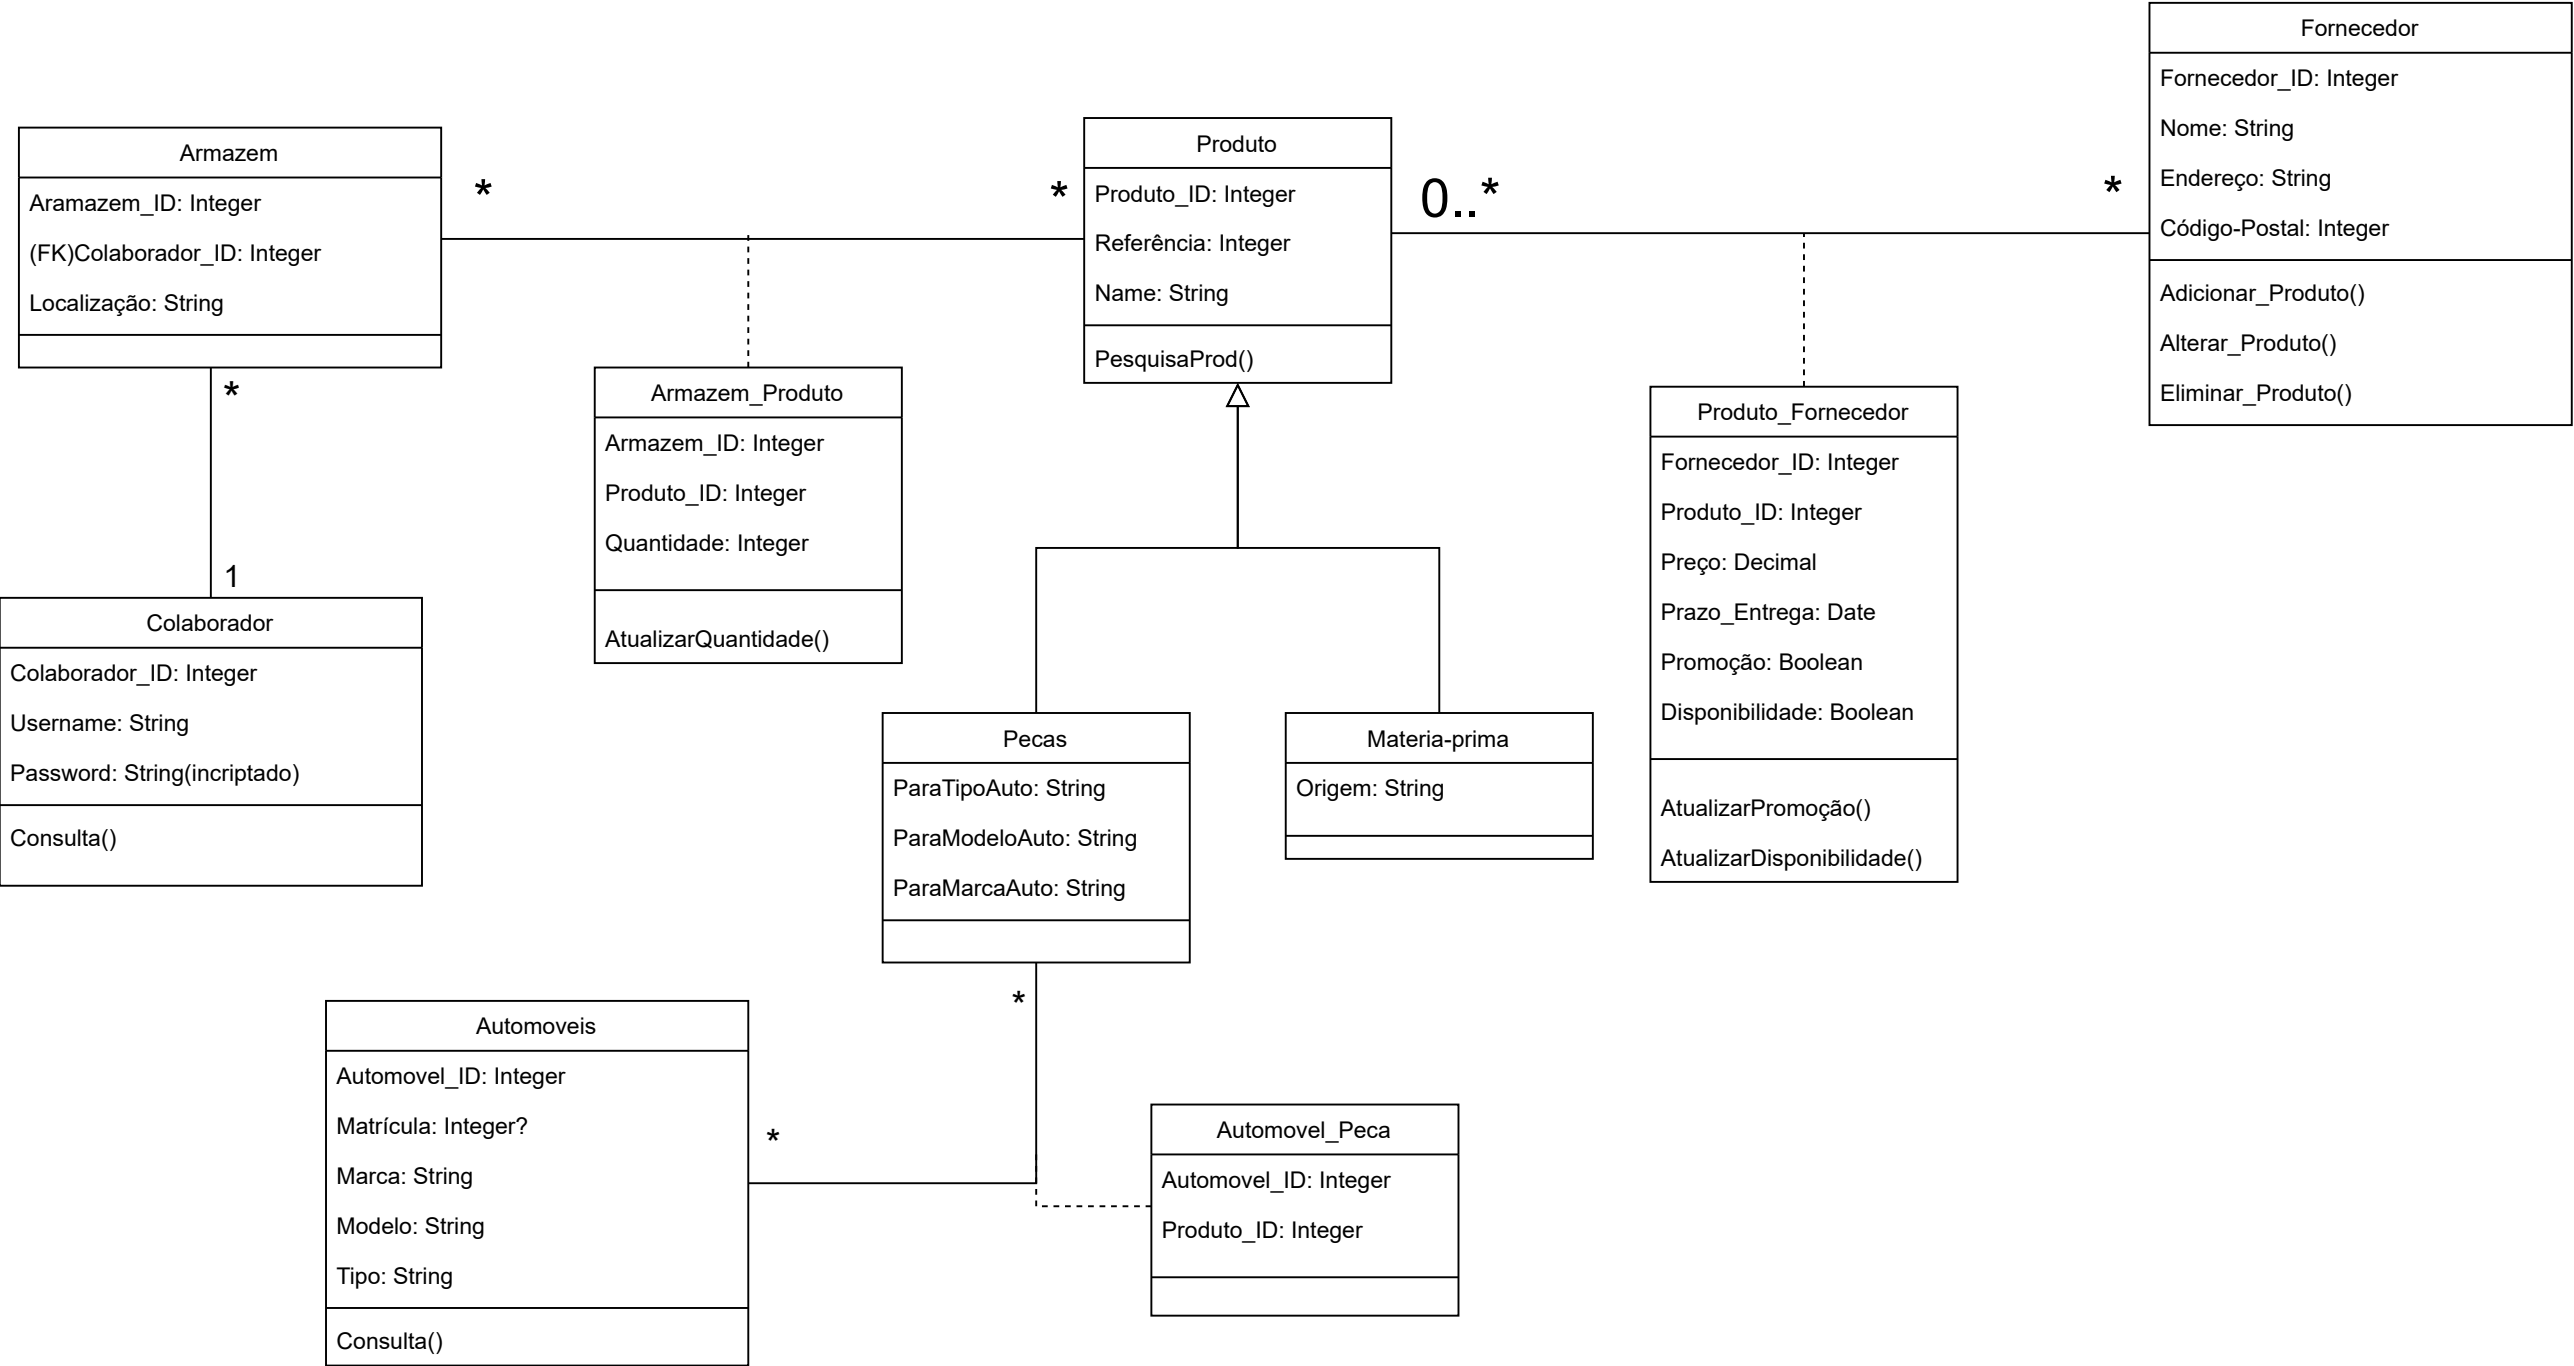 Fornecedor
Fornecedor_ID: Integer
Nome: String
Endereço: String
Código-Postal: Integer
Adicionar_Produto()
Alterar_Produto()
Eliminar_Produto()
Armazem
Aramazem_ID: Integer
(FK)Colaborador_ID: Integer
Localização: String
*
*
Produto
Produto_ID: Integer
Referência: Integer
Name: String
PesquisaProd()
0..*
*
*
1
Armazem_Produto
Armazem_ID: Integer
Produto_ID: Integer
Quantidade: Integer
AtualizarQuantidade()
Produto_Fornecedor
Fornecedor_ID: Integer
Produto_ID: Integer
Preço: Decimal
Prazo_Entrega: Date
Promoção: Boolean
Disponibilidade: Boolean
AtualizarPromoção()
AtualizarDisponibilidade()
Colaborador
Colaborador_ID: Integer
Username: String
Password: String(incriptado)
Consulta()
Pecas
ParaTipoAuto: String
ParaModeloAuto: String
ParaMarcaAuto: String
Materia-prima
Origem: String
*
*
Automoveis
Automovel_ID: Integer
Matrícula: Integer?
Marca: String
Modelo: String
Tipo: String
Consulta()
Automovel_Peca
Automovel_ID: Integer
Produto_ID: Integer